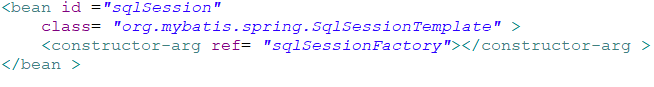 <bean id ="sqlSession"
    class= "org.mybatis.spring.SqlSessionTemplate" >
    <constructor-arg ref= "sqlSessionFactory"></constructor-arg >
</bean >